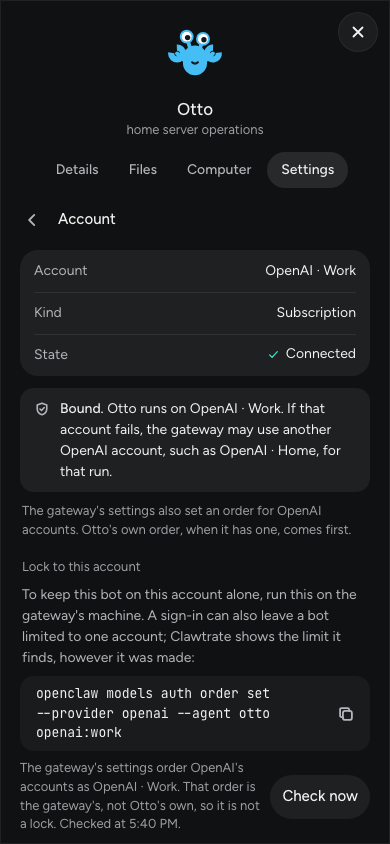 Otto
home server operations
Details Files Computer Settings
Account
Account OpenAI · Work
Kind Subscription
State Connected
Bound. Otto runs on OpenAI · Work. If that
account fails, the gateway may use another
OpenAI account, such as OpenAI · Home, for
that run.
The gateway's settings also set an order for OpenAI
accounts. Otto's own order, when it has one, comes first.
Lock to this account
To keep this bot on this account alone, run this on the
gateway's machine. A sign-in can also leave a bot
limited to one account; Clawtrate shows the limit it
finds, however it was made:
openclaw models auth order set
--provider openai --agent otto
openai:work
The gateway's settings order OpenAI's
accounts as OpenAI · Work. That order is
the gateway's, not Otto's own, so it is not
a lock. Checked at 5:40 PM.
Check now